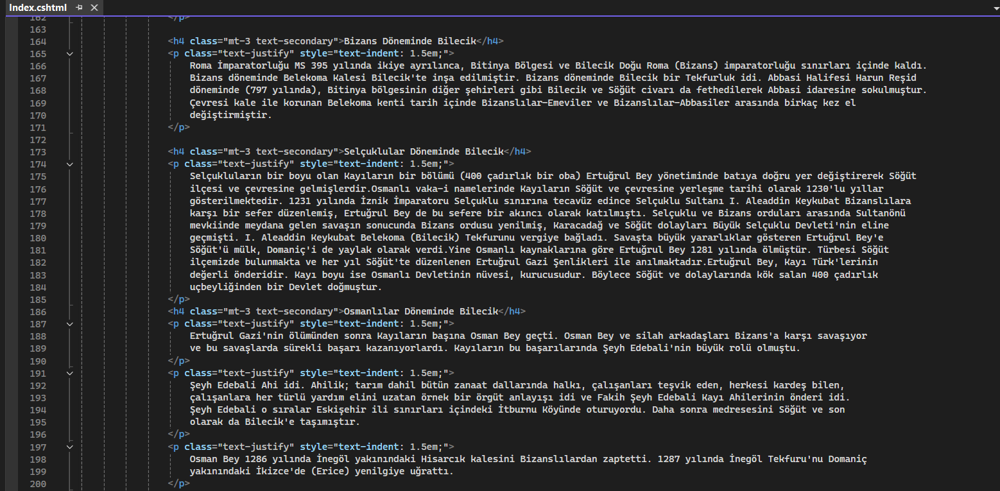 Index.cshtml
162 </p>
163
164 <h4 class="mt-3 text-secondary">Bizans Döneminde Bilecik</h4>
165 <p class="text-justify" style="text-indent: 1.5em;">
166 Roma İmparatorluğu MS 395 yılında ikiye ayrılınca, Bitinya Bölgesi ve Bilecik Doğu Roma (Bizans) imparatorluğu sınırları içinde kaldı.
167 Bizans döneminde Belekoma Kalesi Bilecik'te inşa edilmiştir. Bizans döneminde Bilecik bir Tekfurluk idi. Abbasi Halifesi Harun Reşid
168 döneminde (797 yılında), Bitinya bölgesinin diğer şehirleri gibi Bilecik ve Söğüt civarı da fethedilerek Abbasi idaresine sokulmuştur.
169 Çevresi kale ile korunan Belekoma kenti tarih içinde Bizanslılar-Emeviler ve Bizanslılar-Abbasiler arasında birkaç kez el
170 değiştirmiştir.
171 </p>
172
173 <h4 class="mt-3 text-secondary">Selçuklular Döneminde Bilecik</h4>
174 <p class="text-justify" style="text-indent: 1.5em;">
175 Selçukluların bir boyu olan Kayıların bir bölümü (400 çadırlık bir oba) Ertuğrul Bey yönetiminde batıya doğru yer değiştirerek Söğüt
176 ilçesi ve çevresine gelmişlerdir.Osmanlı vaka-i namelerinde Kayıların Söğüt ve çevresine yerleşme tarihi olarak 1230'lu yıllar
177 gösterilmektedir. 1231 yılında İznik İmparatoru Selçuklu sınırına tecavüz edince Selçuklu Sultanı I. Aleaddin Keykubat Bizanslılara
178 karşı bir sefer düzenlemiş, Ertuğrul Bey de bu sefere bir akıncı olarak katılmıştı. Selçuklu ve Bizans orduları arasında Sultanönü
179 mevkiinde meydana gelen savaşın sonucunda Bizans ordusu yenilmiş, Karacadağ ve Söğüt dolayları Büyük Selçuklu Devleti'nin eline
180 geçmişti. I. Aleaddin Keykubat Belekoma (Bilecik) Tekfurunu vergiye bağladı. Savaşta büyük yararlıklar gösteren Ertuğrul Bey'e
181 Söğüt'ü mülk, Domaniç'i de yaylak olarak verdi.Yine Osmanlı kaynaklarına göre Ertuğrul Bey 1281 yılında ölmüştür. Türbesi Söğüt
182 ilçemizde bulunmakta ve her yıl Söğüt'te düzenlenen Ertuğrul Gazi Şenlikleri ile anılmaktadır.Ertuğrul Bey, Kayı Türk'lerinin
183 değerli önderidir. Kayı boyu ise Osmanlı Devletinin nüvesi, kurucusudur. Böylece Söğüt ve dolaylarında kök salan 400 çadırlık
184 uçbeyliğinden bir Devlet doğmuştur.
185 </p>
186 <h4 class="mt-3 text-secondary">Osmanlılar Döneminde Bilecik</h4>
187 <p class="text-justify" style="text-indent: 1.5em;">
188 Ertuğrul Gazi'nin ölümünden sonra Kayıların başına Osman Bey geçti. Osman Bey ve silah arkadaşları Bizans'a karşı savaşıyor
189 ve bu savaşlarda sürekli başarı kazanıyorlardı. Kayıların bu başarılarında Şeyh Edebali'nin büyük rolü olmuştu.
190 </p>
191 <p class="text-justify" style="text-indent: 1.5em;">
192 Şeyh Edebali Ahi idi. Ahilik; tarım dahil bütün zanaat dallarında halkı, çalışanları teşvik eden, herkesi kardeş bilen,
193 çalışanlara her türlü yardım elini uzatan örnek bir örgüt anlayışı idi ve Fakih Şeyh Edebali Kayı Ahilerinin önderi idi.
194 Şeyh Edebali o sıralar Eskişehir ili sınırları içindeki İtburnu Köyünde oturuyordu. Daha sonra medresesini Söğüt ve son
195 olarak da Bilecik'e taşımıştır.
196 </p>
197 <p class="text-justify" style="text-indent: 1.5em;">
198 Osman Bey 1286 yılında İnegöl yakınındaki Hisarcık kalesini Bizanslılardan zaptetti. 1287 yılında İnegöl Tekfuru'nu Domaniç
199 yakınındaki İkizce'de (Erice) yenilgiye uğrattı.
200 </p>